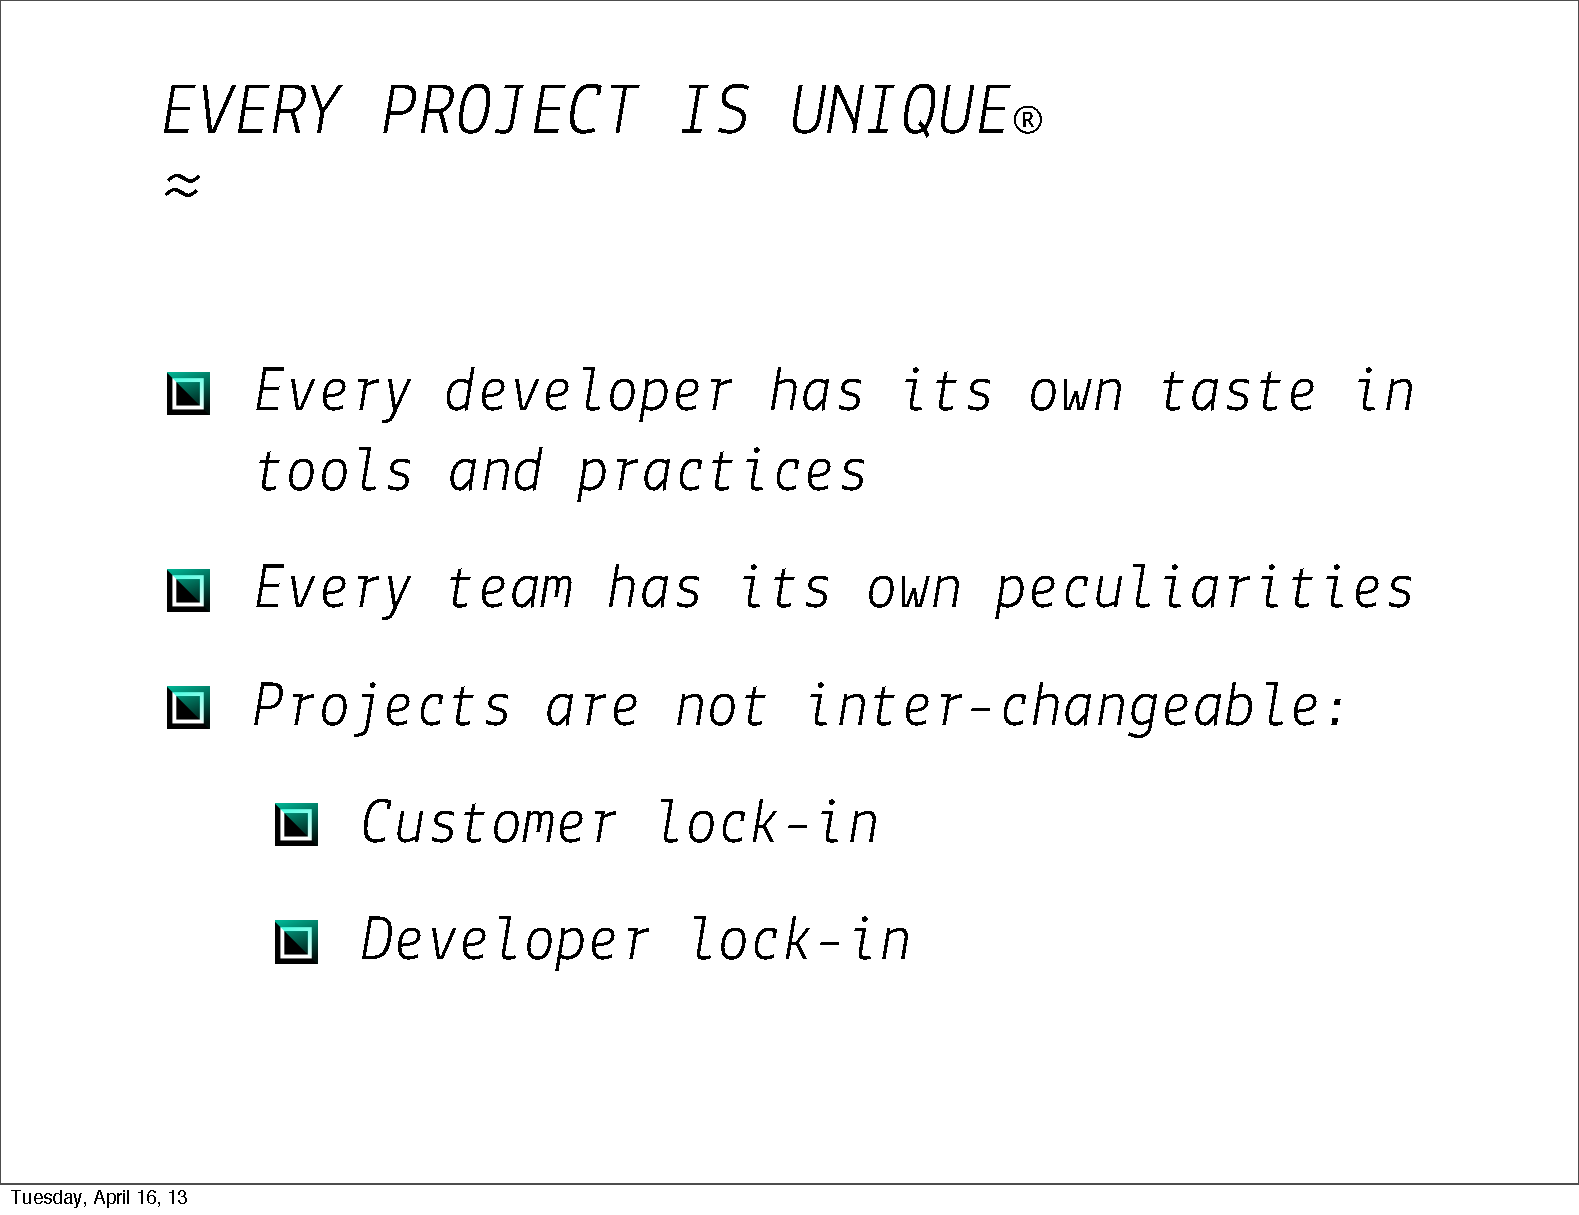 EVERY PROJECT IS UNIQUE®
≈
Every developer has its own taste in
tools and practices
Every team has its own peculiarities
Projects are not inter-changeable:
Customer lock-in
Developer lock-in
Tuesday, April 16, 13